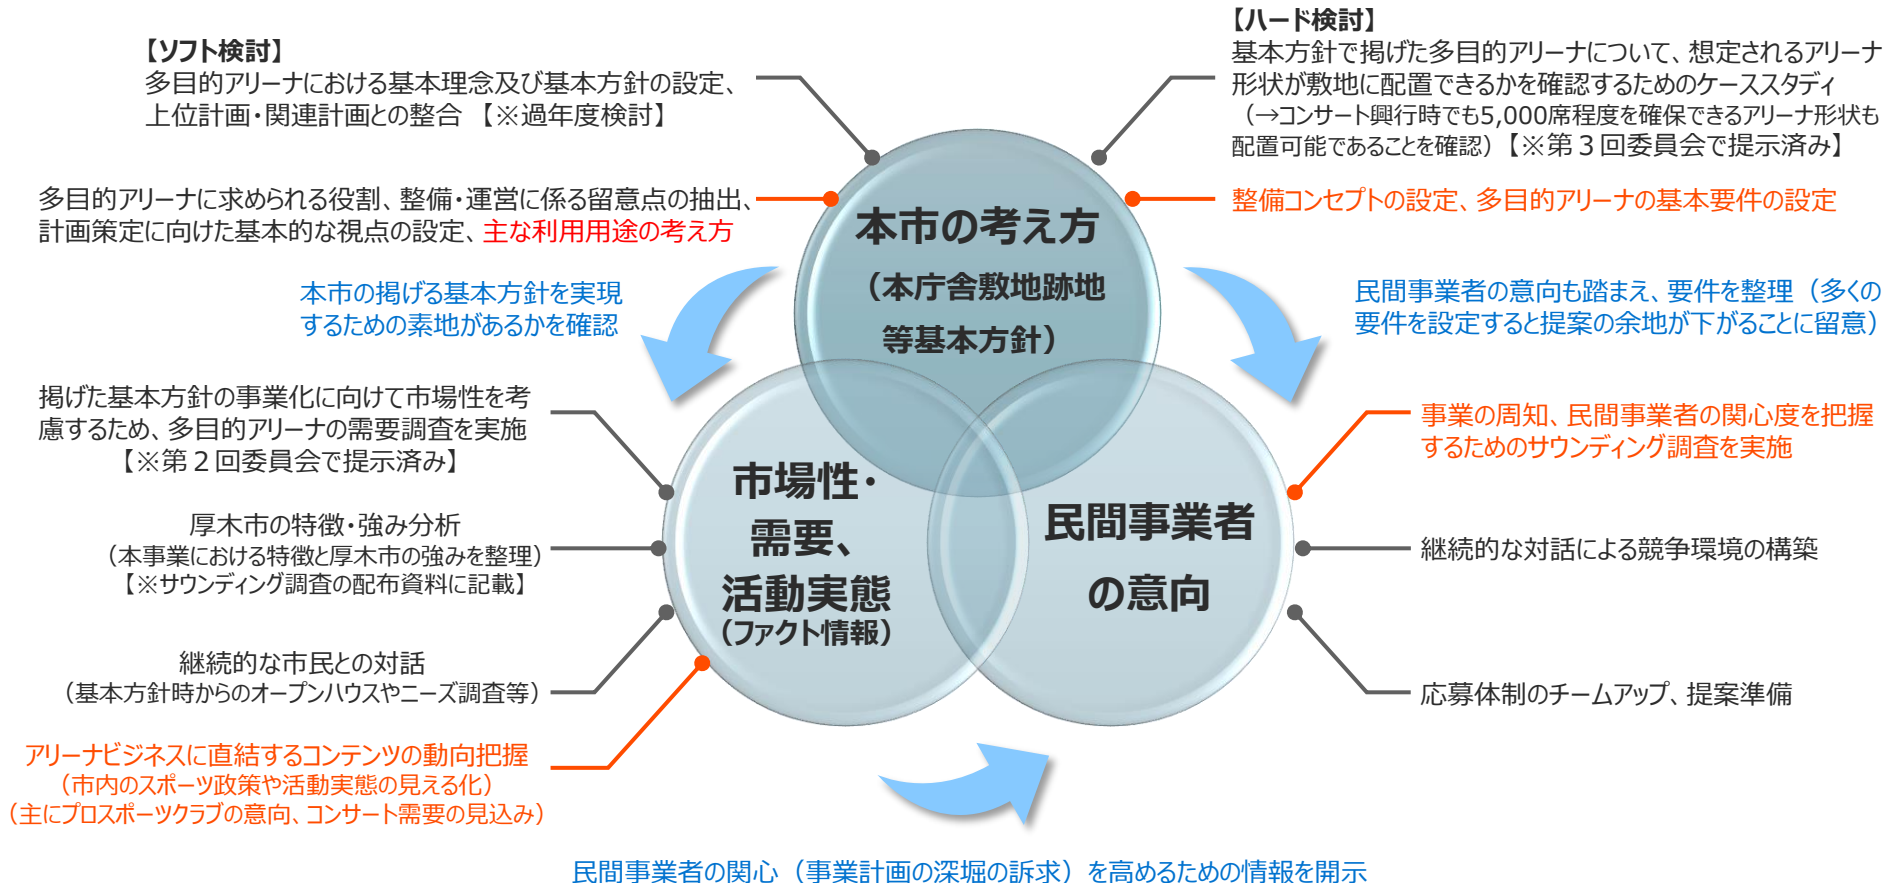 【ソフト検討】
多目的アリーナにおける基本理念及び基本方針の設定、
上位計画・関連計画との整合 【※過年度検討】
【ハード検討】
基本方針で掲げた多目的アリーナについて、想定されるアリーナ
形状が敷地に配置できるかを確認するためのケーススタディ
(→コンサート興行時でも5,000席程度を確保できるアリーナ形状も
配置可能であることを確認)【※第3回委員会で提示済み】
多目的アリーナに求められる役割、整備・運営に係る留意点の抽出、
計画策定に向けた基本的な視点の設定、主な利用用途の考え方
整備コンセプトの設定、多目的アリーナの基本要件の設定
本市の考え方
(本庁舎敷地跡地
等基本方針)
本市の掲げる基本方針を実現
するための素地があるかを確認
民間事業者の意向も踏まえ、要件を整理(多くの
要件を設定すると提案の余地が下がることに留意)
掲げた基本方針の事業化に向けて市場性を考
慮するため、多目的アリーナの需要調査を実施
【※第2回委員会で提示済み】
厚木市の特徴・強み分析
(本事業における特徴と厚木市の強みを整理)
【※サウンディング調査の配布資料に記載】
継続的な市民との対話
(基本方針時からのオープンハウスやニーズ調査等)
アリーナビジネスに直結するコンテンツの動向把握
(市内のスポーツ政策や活動実態の見える化)
(主にプロスポーツクラブの意向、コンサート需要の見込み)
市場性・
需要、
活動実態
(ファクト情報)
民間事業者
の意向
事業の周知、民間事業者の関心度を把握
するためのサウンディング調査を実施
継続的な対話による競争環境の構築
応募体制のチームアップ、提案準備
民間事業者の関心(事業計画の深堀の訴求)を高めるための情報を開示